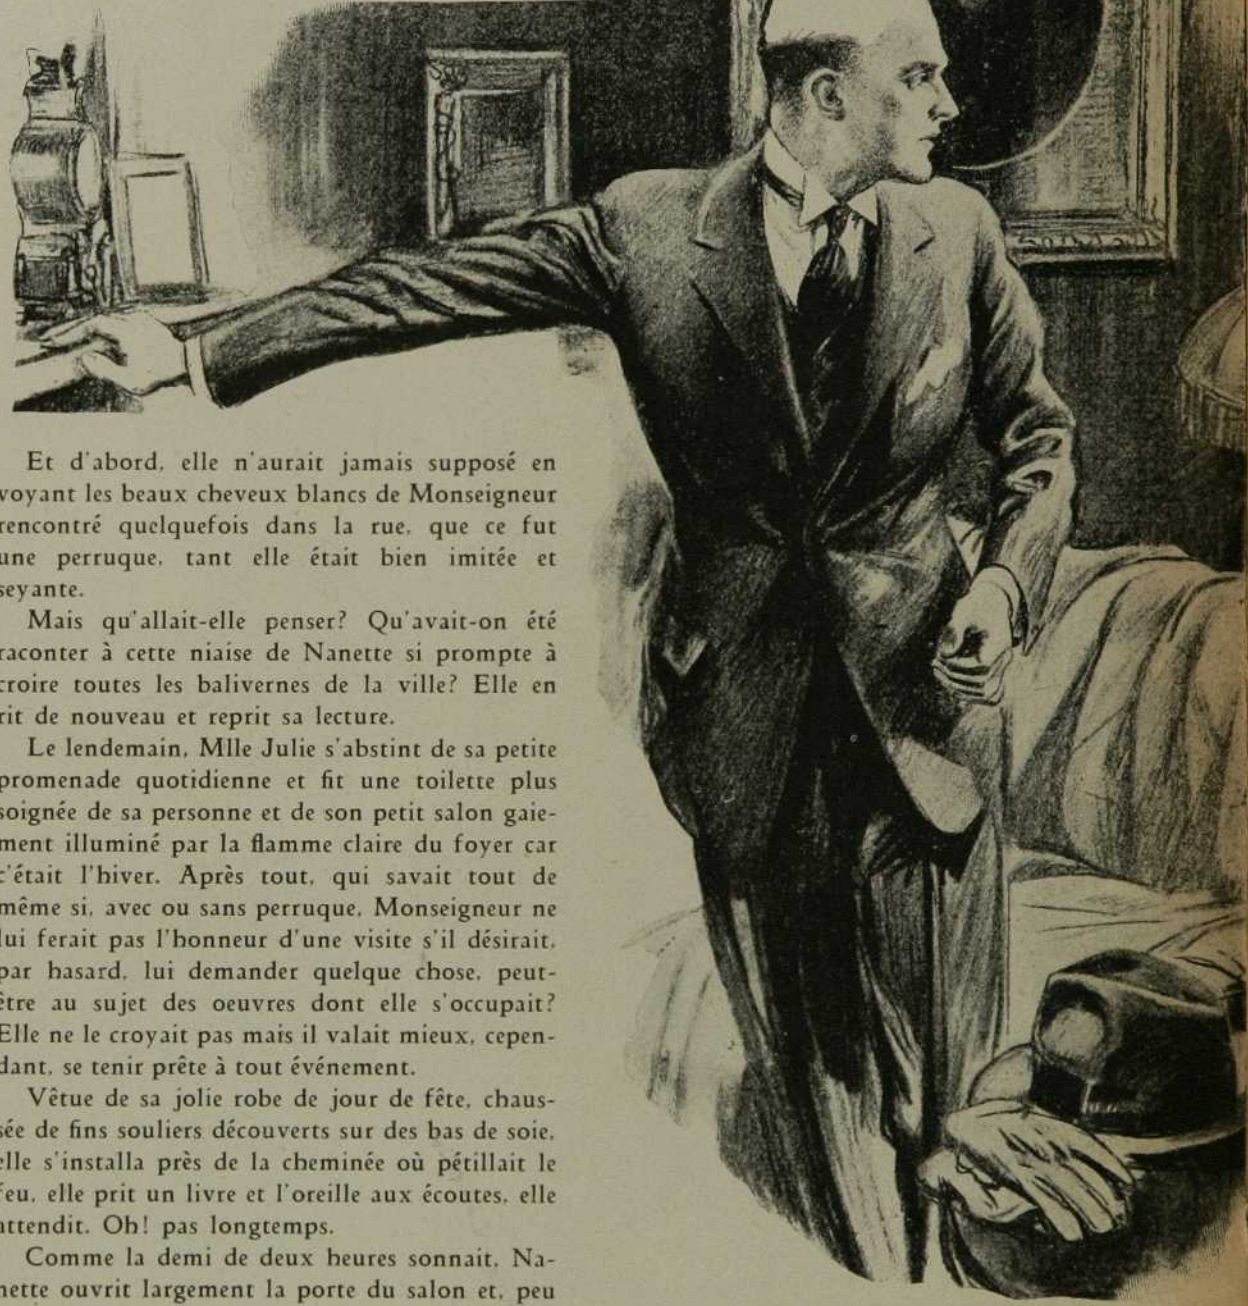 Et d'abord, elle n'aurait jamais supposé en
voyant les beaux cheveux blancs de Monseigneur
rencontré quelquefois dans la rue, que ce fut
une perruque, tant elle était bien imitée et
seyante.
Mais qu'allait-elle penser? Qu'avait-on été
raconter à cette niaise de Nanette si prompte à
croire toutes les balivernes de la ville? Elle en
rit de nouveau et reprit sa lecture.
Le lendemain, Mlle Julie s'abstint de sa petite
promenade quotidienne et fit une toilette plus
soignée de sa personne et de son petit salon gaie-
ment illuminé par la flamme claire du foyer car
c'était l'hiver. Après tout, qui savait tout de
même si, avec ou sans perruque, Monseigneur ne
lui ferait pas l'honneur d'une visite s'il désirait,
par hasard, lui demander quelque chose, peut-
être au sujet des oeuvres dont elle s'occupait?
Elle ne le croyait pas mais il valait mieux, cepen-
dant, se tenir prête à tout événement.
Vêtue de sa jolie robe de jour de fête, chaus-
sée de fins souliers découverts sur des bas de soie,
elle s'installa près de la cheminée où pétillait le
feu, elle prit un livre et l'oreille aux écoutes, elle
attendit. Oh! pas longtemps.
Comme la demi de deux heures sonnait, Na-
nette ouvrit largement la porte du salon et, peu